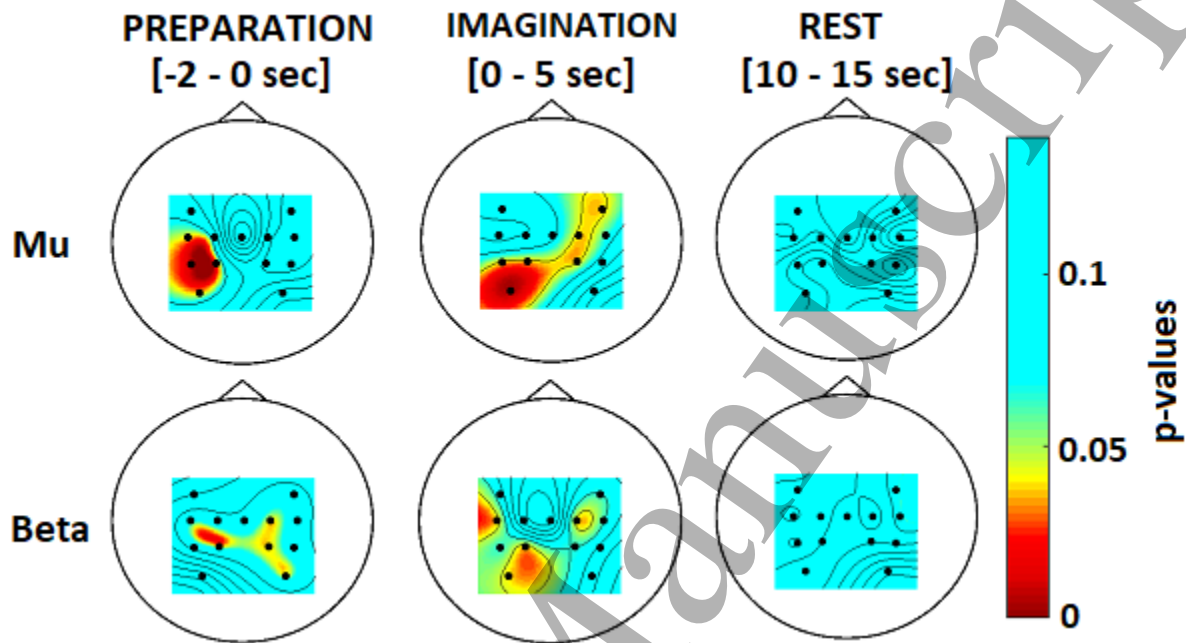 PREPARATION IMAGINATION REST
[-2 - 0 sec] [0 - 5 sec] [10 - 15 sec]
Mu
Beta
0.1
0.05
0
p-values
Manuscrip